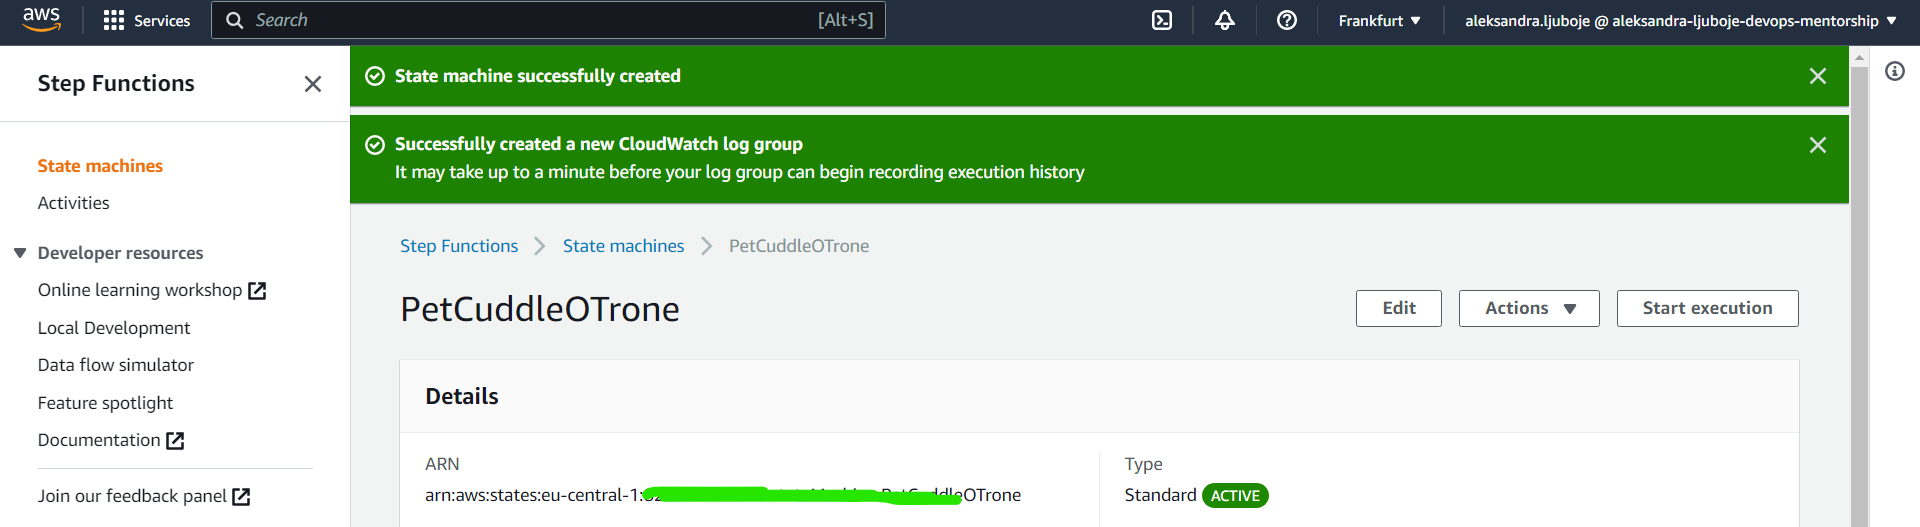 aws Services Search [Alt+S] Frankfurt aleksandra.ljuboje @ aleksandra-ljuboje-devops-mentorship
Step Functions
State machines
Activities
Developer resources
Online learning workshop
Local Development
Data flow simulator
Feature spotlight
Documentation
Join our feedback panel
State machine successfully created
Successfully created a new CloudWatch log group
It may take up to a minute before your log group can begin recording execution history
Step Functions State machines PetCuddleOTrone
PetCuddleOTrone
Edit Actions Start execution
Details
ARN
arn:aws:states:eu-central-1: OTrone
Type
Standard ACTIVE